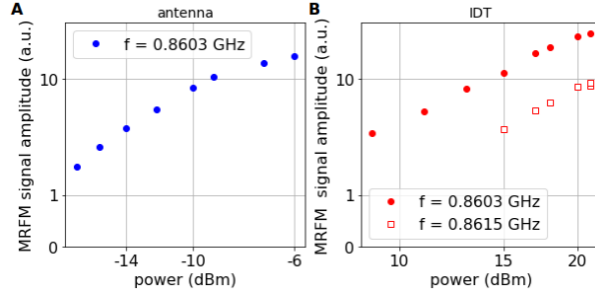 A
antenna
f = 0.8603 GHz
MRFM signal amplitude (a.u.)
10
1
0
-14
-10
-6
power (dBm)
B
IDT
f = 0.8603 GHz
f = 0.8615 GHz
MRFM signal amplitude (a.u.)
10
1
0
10
15
20
power (dBm)